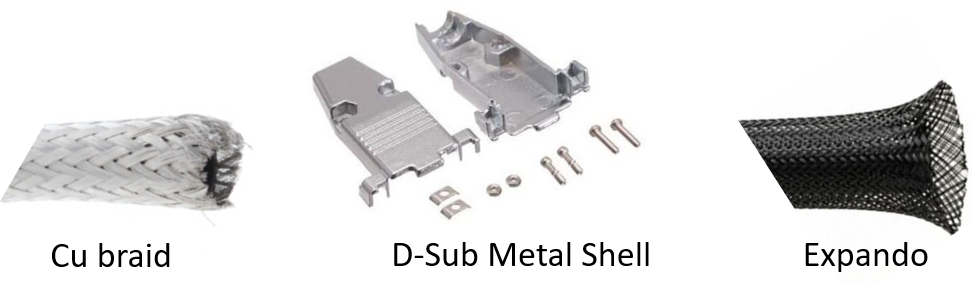 Cu braid
D-Sub Metal Shell
Expando